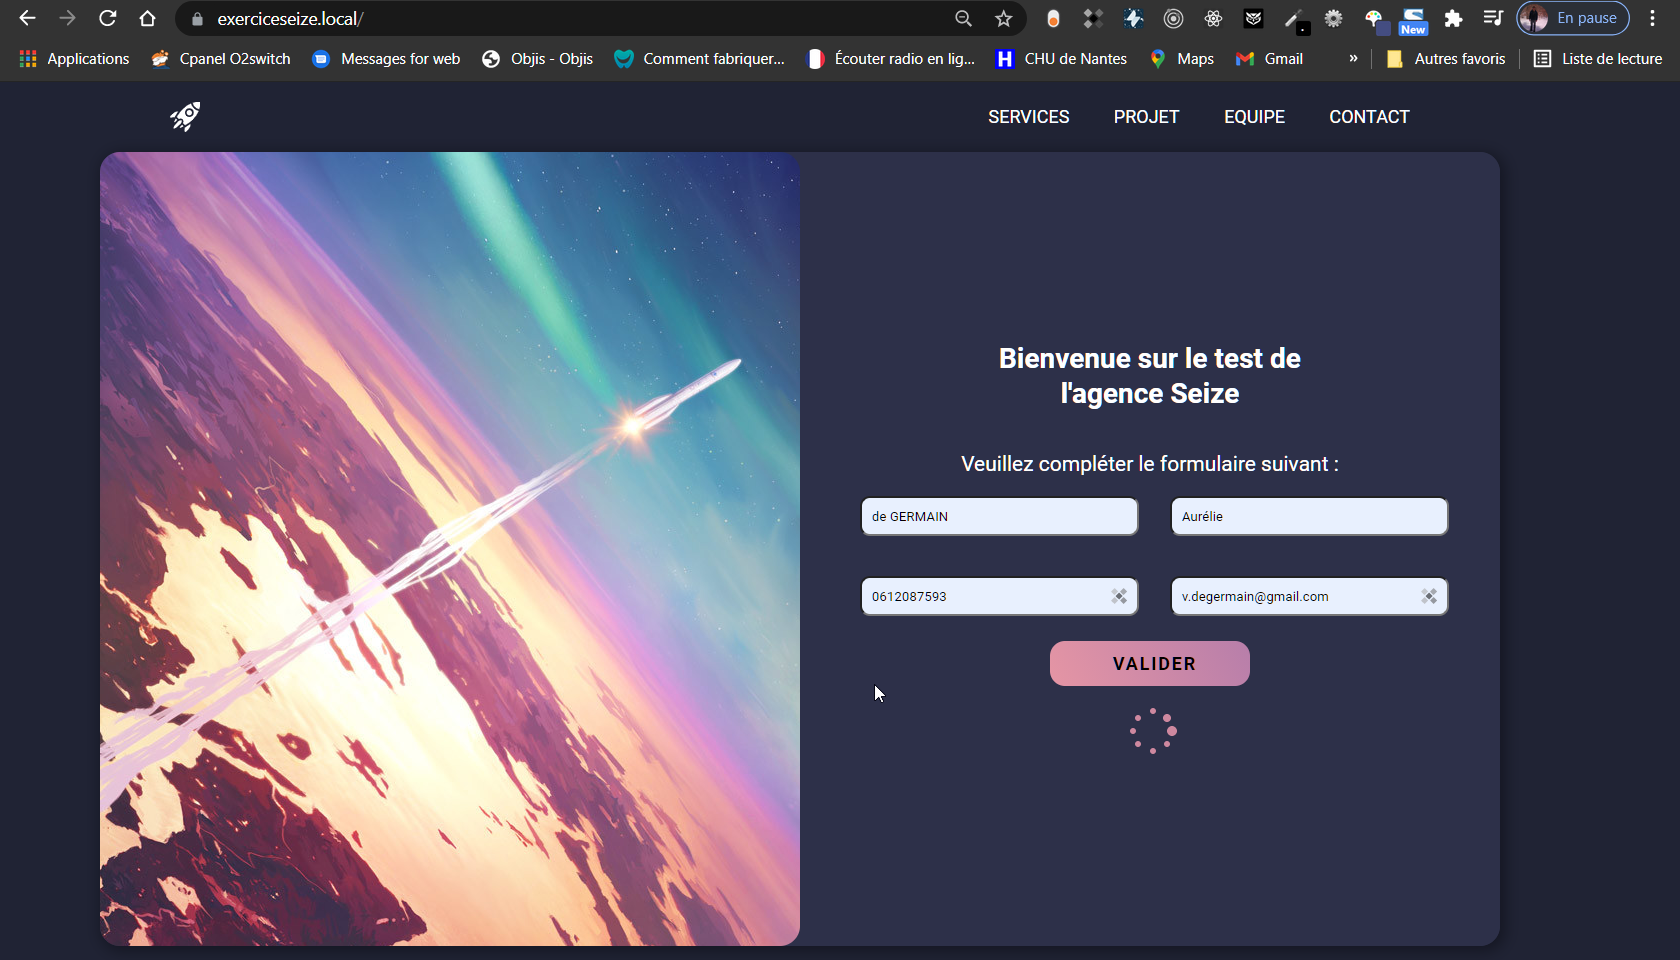 exerciceseize.local/
En pause
New
Applications
Cpanel O2switch
Messages for web
Objis - Objis
Comment fabriquer...
Écouter radio en lig...
H
CHU de Nantes
Maps
Gmail
»
Autres favoris
Liste de lecture
SERVICES
PROJET
EQUIPE
CONTACT
Bienvenue sur le test de
l'agence Seize
Veuillez compléter le formulaire suivant :
de GERMAIN
Aurélie
0612087593
v.degermain@gmail.com
VALIDER